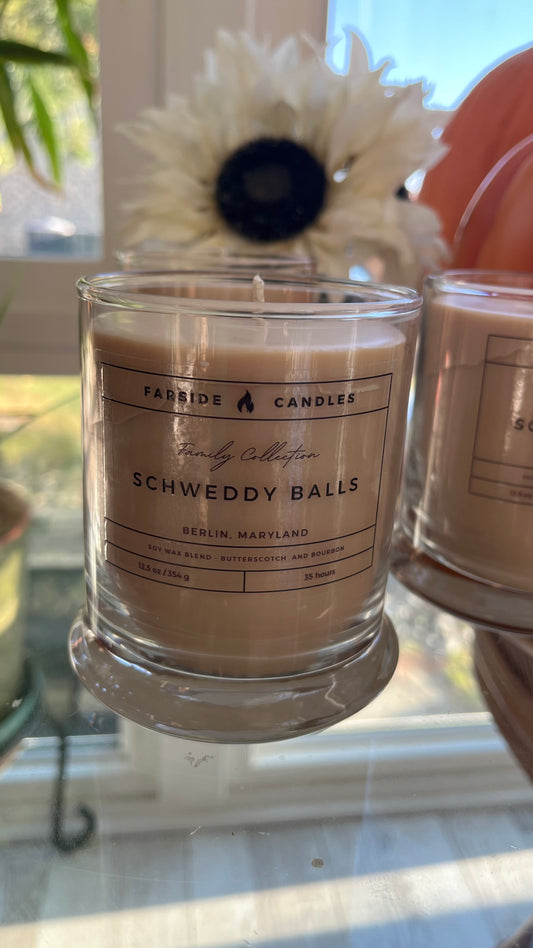 FARSIDE CANDLES
Family Collection
SCHWEDDY BALLS
BERLIN, MARYLAND
SOY WAX BLEND - BUTTERSCOTCH AND BOURBON
12.5 oz / 354 g
35 hours